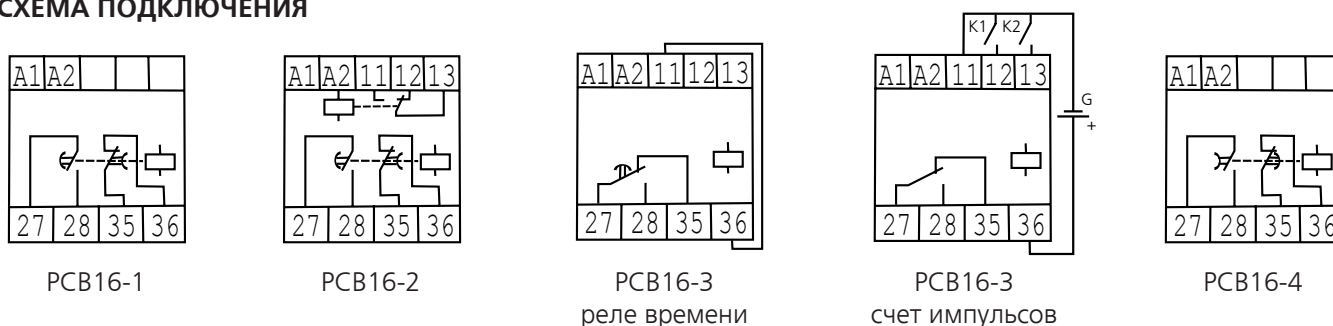 СХЕМА ПОДКЛЮЧЕНИЯ
A1 A2
27 28 35 36
РСВ16-1
A1 A2 11 12 13
27 28 35 36
РСВ16-2
A1 A2 11 12 13
27 28 35 36
РСВ16-3
реле времени
К1 К2
A1 A2 11 12 13
G
+
27 28 35 36
РСВ16-3
счет импульсов
A1 A2
27 28 35 36
РСВ16-4